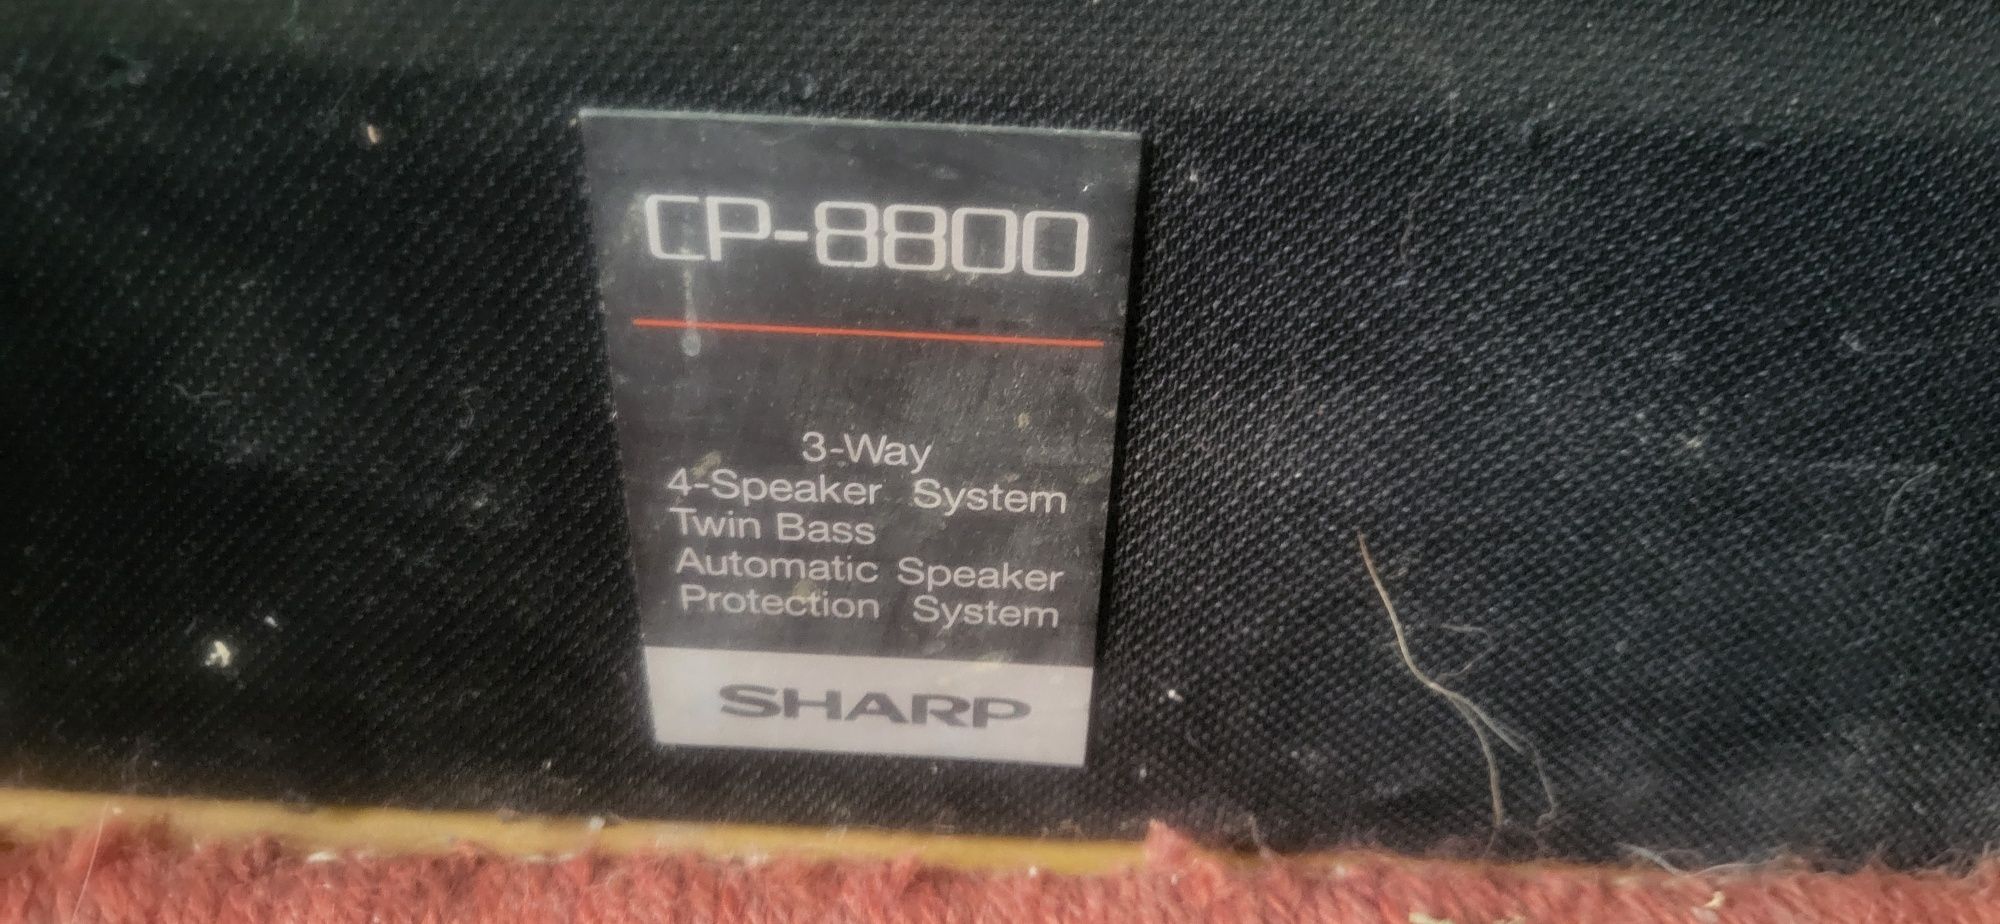 CP-8800
3-Way
4-Speaker System
Twin Bass
Automatic Speaker
Protection System
SHARP